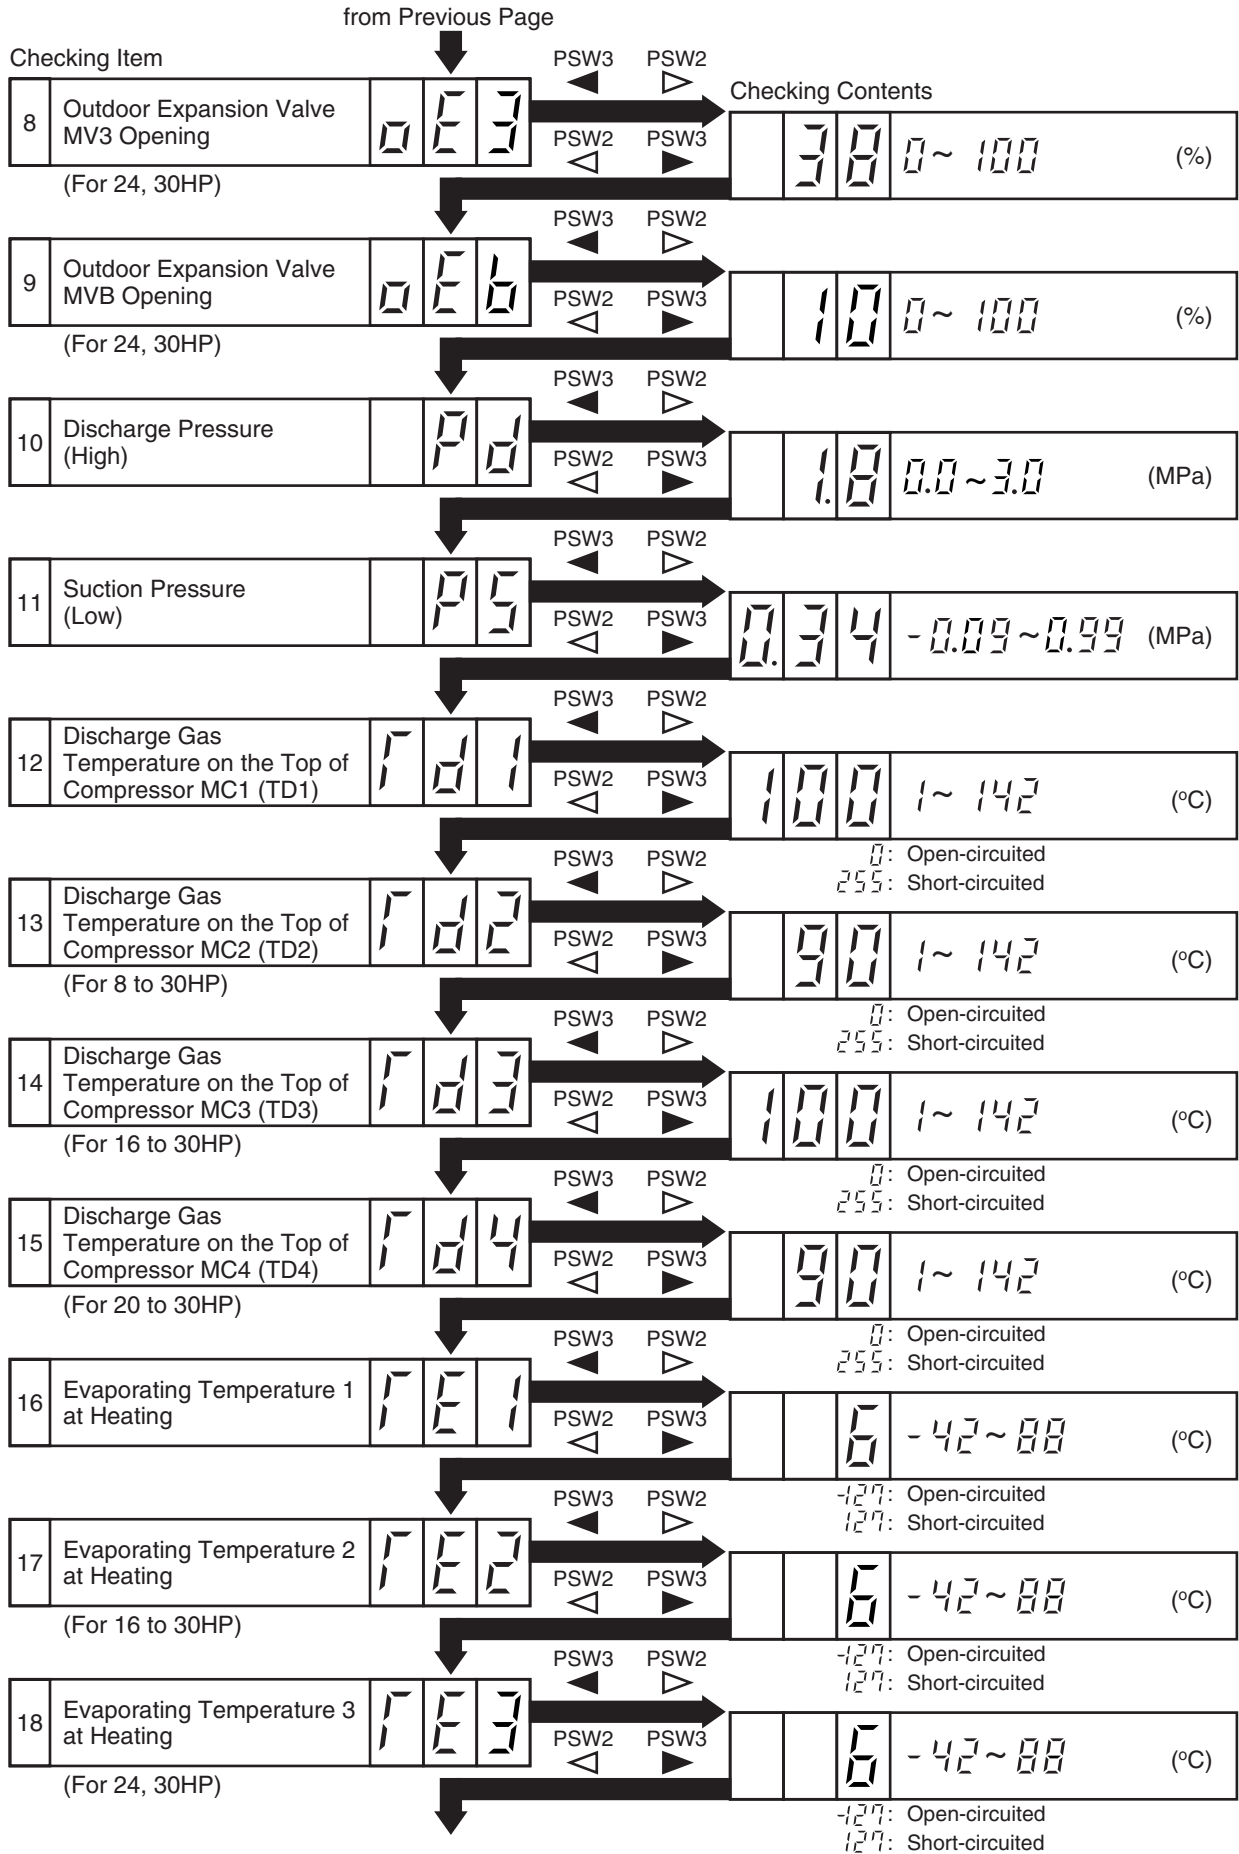 from Previous Page
Checking Item
PSW3 PSW2
Checking Contents
8 Outdoor Expansion Valve
MV3 Opening
oE3
PSW2 PSW3
38 0~ 100 (%)
(For 24, 30HP)
PSW3 PSW2
9 Outdoor Expansion Valve
MVB Opening
oEb
PSW2 PSW3
10 0~ 100 (%)
(For 24, 30HP)
PSW3 PSW2
10 Discharge Pressure
(High)
Pd
PSW2 PSW3
1.8 0.0~3.0 (MPa)
PSW3 PSW2
11 Suction Pressure
(Low)
PS
PSW2 PSW3
0.34 -0.09~0.99 (MPa)
PSW3 PSW2
12 Discharge Gas
Temperature on the Top of
Compressor MC1 (TD1)
Td1
PSW2 PSW3
100 1~ 142 (ºC)
0: Open-circuited
255: Short-circuited
PSW3 PSW2
13 Discharge Gas
Temperature on the Top of
Compressor MC2 (TD2)
Td2
PSW2 PSW3
90 1~ 142 (ºC)
(For 8 to 30HP)
0: Open-circuited
255: Short-circuited
PSW3 PSW2
14 Discharge Gas
Temperature on the Top of
Compressor MC3 (TD3)
Td3
PSW2 PSW3
100 1~ 142 (ºC)
(For 16 to 30HP)
0: Open-circuited
255: Short-circuited
PSW3 PSW2
15 Discharge Gas
Temperature on the Top of
Compressor MC4 (TD4)
Td4
PSW2 PSW3
90 1~ 142 (ºC)
(For 20 to 30HP)
0: Open-circuited
255: Short-circuited
PSW3 PSW2
16 Evaporating Temperature 1
at Heating
TE1
PSW2 PSW3
6 -42~88 (ºC)
-127: Open-circuited
127: Short-circuited
PSW3 PSW2
17 Evaporating Temperature 2
at Heating
TE2
PSW2 PSW3
6 -42~88 (ºC)
(For 16 to 30HP)
-127: Open-circuited
127: Short-circuited
PSW3 PSW2
18 Evaporating Temperature 3
at Heating
TE3
PSW2 PSW3
6 -42~88 (ºC)
(For 24, 30HP)
-127: Open-circuited
127: Short-circuited